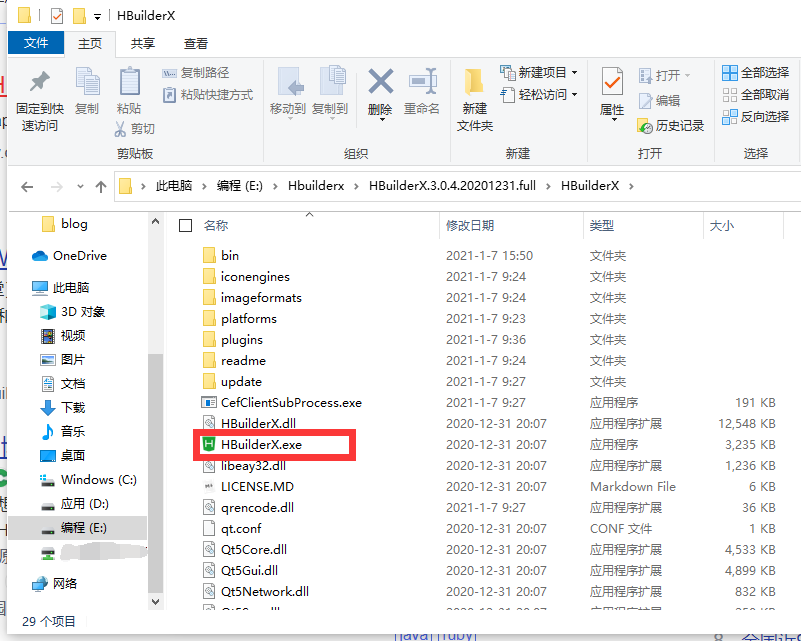 HBuilderX
文件 主页 共享 查看
固定到快速访问
复制
粘贴
复制路径
粘贴快捷方式
剪切
剪贴板
移动到
复制到
删除
重命名
组织
新建文件夹
新建项目
轻松访问
新建
属性
打开
编辑
历史记录
打开
全部选择
全部取消
反向选择
选择
此电脑 > 编程 (E:) > Hbuilderx > HBuilderX.3.0.4.20201231.full > HBuilderX >
blog
OneDrive
此电脑
3D 对象
视频
图片
文档
下载
音乐
桌面
Windows (C:)
应用 (D:)
编程 (E:)
网络
名称 修改日期 类型 大小
bin 2021-1-7 15:50 文件夹
iconengines 2021-1-7 9:24 文件夹
imageformats 2021-1-7 9:24 文件夹
platforms 2021-1-7 9:23 文件夹
plugins 2021-1-7 9:36 文件夹
readme 2021-1-7 9:24 文件夹
update 2021-1-7 9:27 文件夹
CefClientSubProcess.exe 2021-1-7 9:27 应用程序 191 KB
HBuilderX.dll 2020-12-31 20:07 应用程序扩展 12,548 KB
HBuilderX.exe 2020-12-31 20:07 应用程序 3,235 KB
libeay32.dll 2020-12-31 20:07 应用程序扩展 1,236 KB
LICENSE.MD 2020-12-31 20:07 Markdown File 6 KB
qrencode.dll 2021-1-7 9:27 应用程序扩展 36 KB
qt.conf 2020-12-31 20:07 CONF 文件 1 KB
Qt5Core.dll 2020-12-31 20:07 应用程序扩展 4,533 KB
Qt5Gui.dll 2020-12-31 20:07 应用程序扩展 4,899 KB
Qt5Network.dll 2020-12-31 20:07 应用程序扩展 832 KB
29 个项目